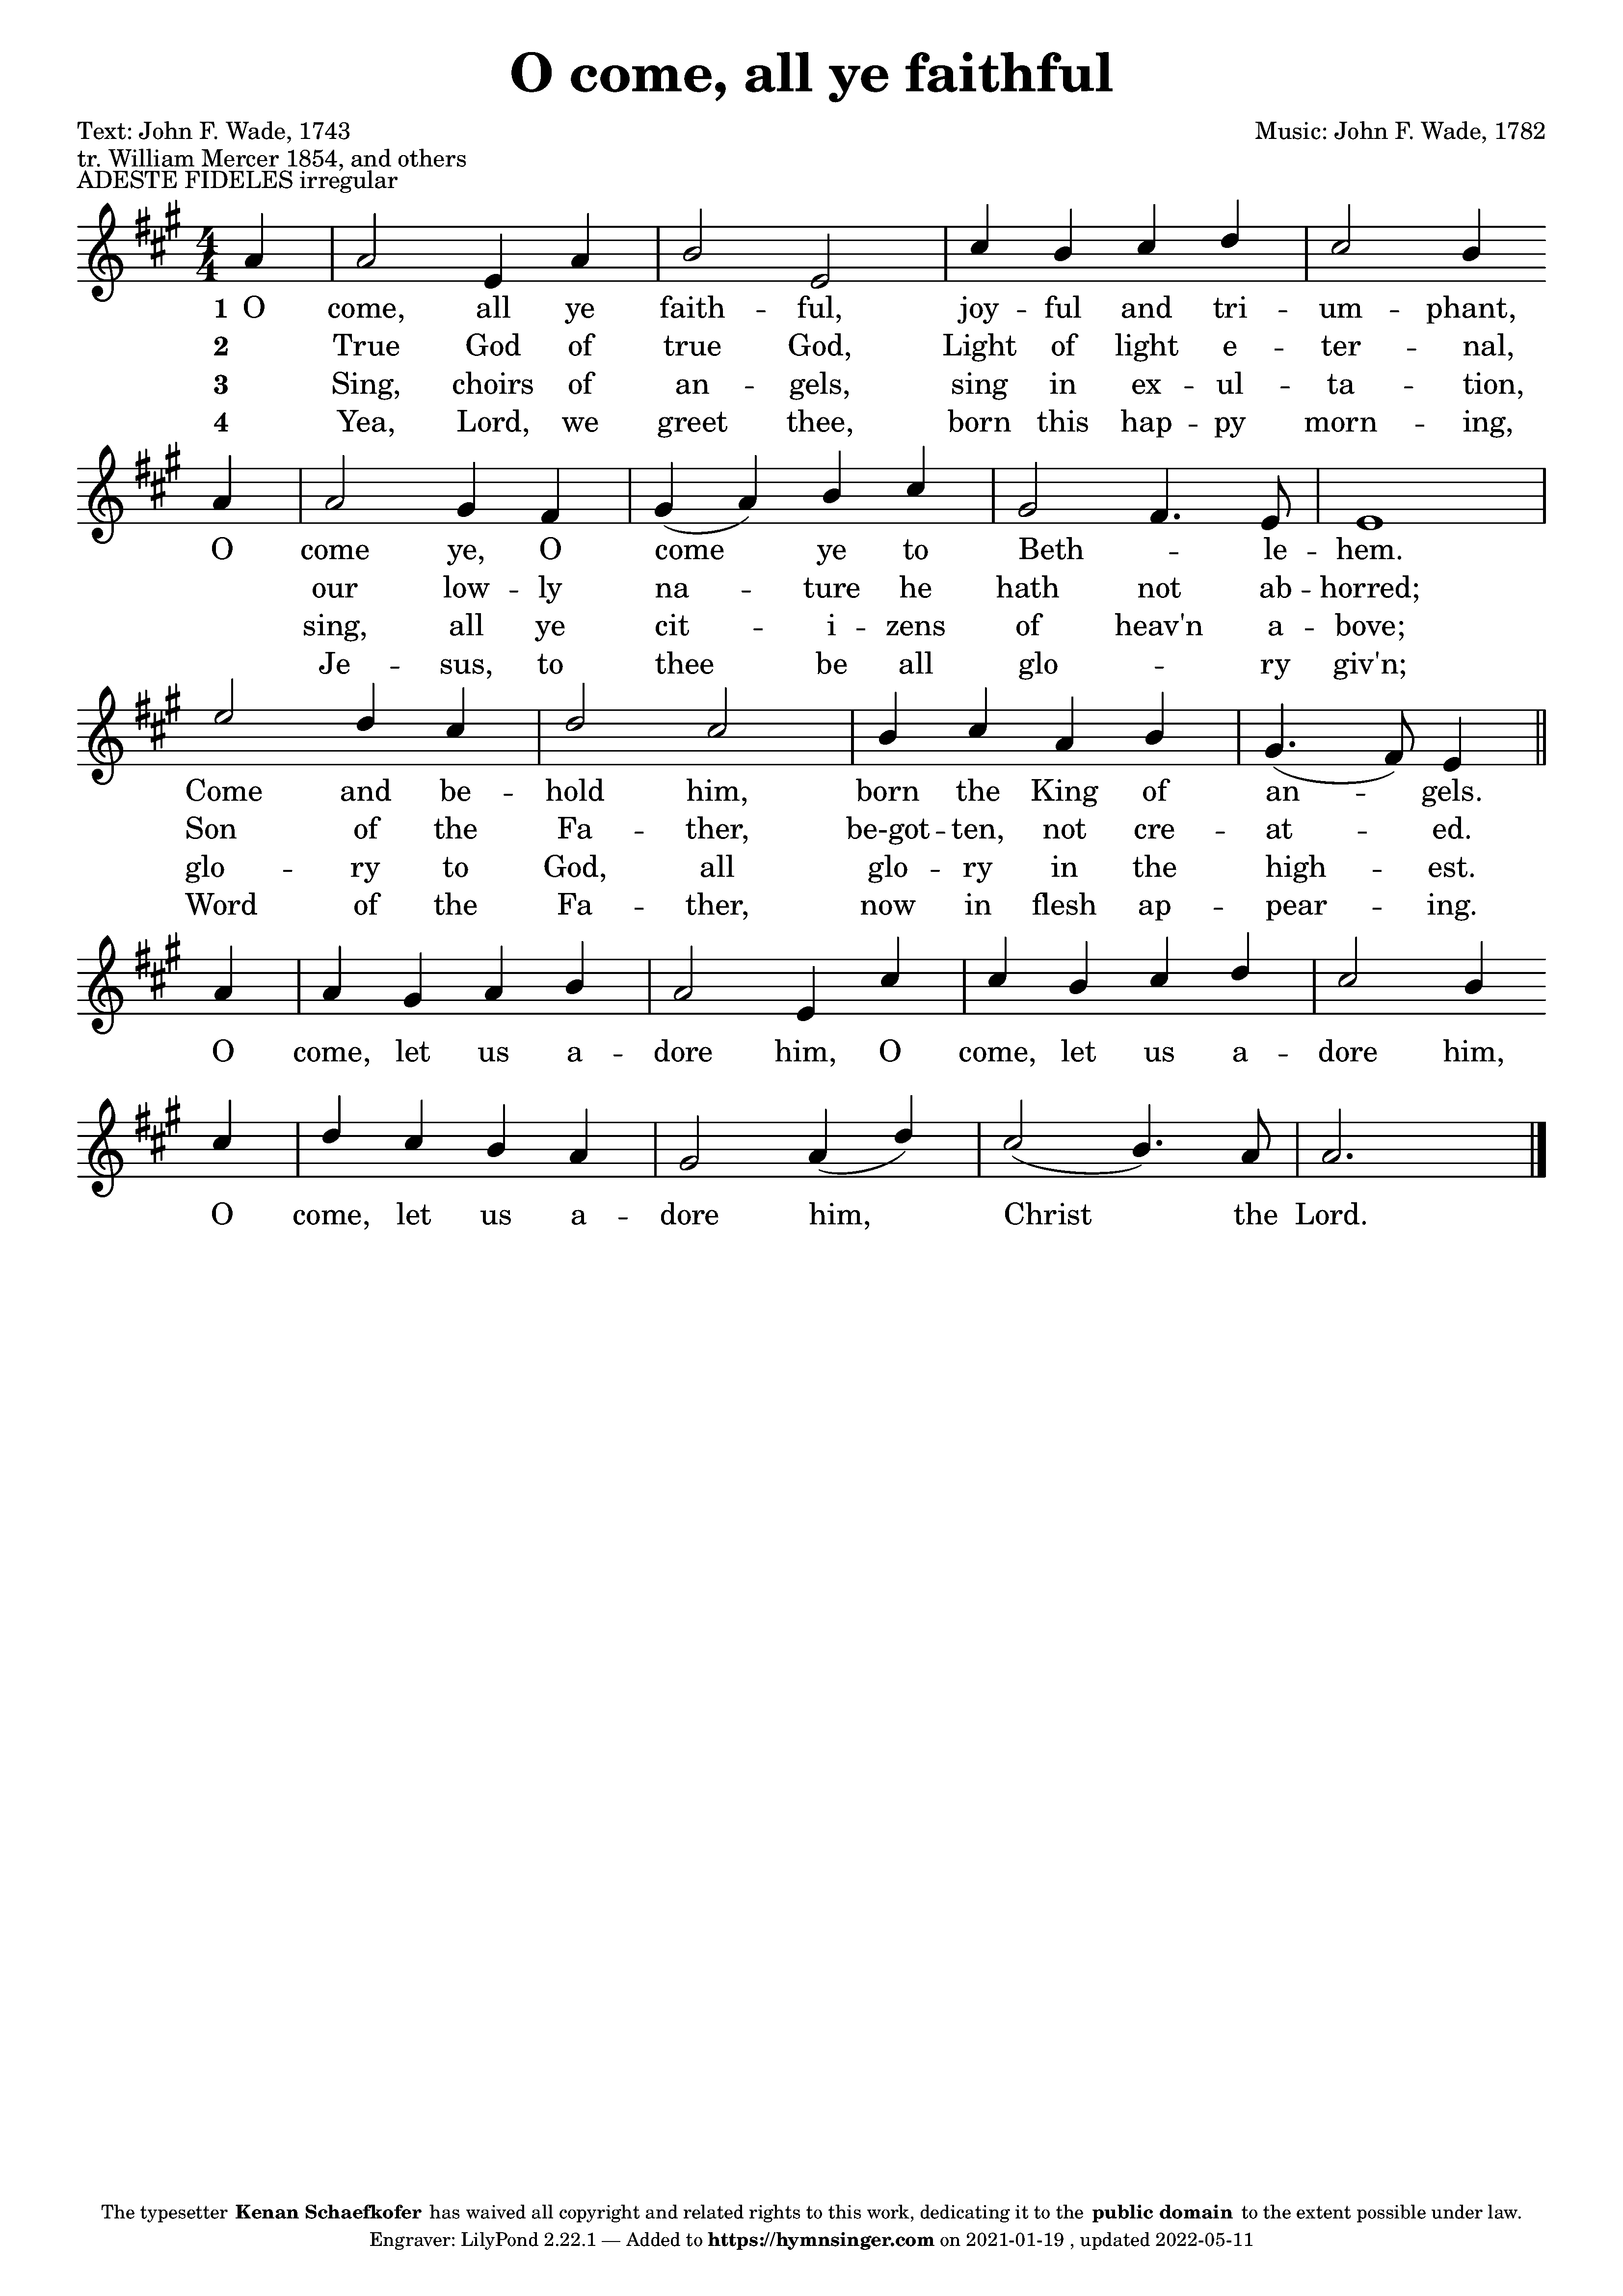 O come, all ye faithful
Text: John F. Wade, 1743 Music: John F. Wade, 1782
tr. William Mercer 1854, and others
ADESTE FIDELES irregular
4
4
1 O come, all ye faith -- ful, joy -- ful and tri -- um -- phant,
2 True God of true God, Light of light e -- ter -- nal,
3 Sing, choirs of an -- gels, sing in ex -- ul -- ta -- tion,
4 Yea, Lord, we greet thee, born this hap -- py morn -- ing,
O come ye, O come ye to Beth -- le -- hem.
our low -- ly na -- ture he hath not ab -- horred;
sing, all ye cit -- i -- zens of heav'n a -- bove;
Je -- sus, to thee be all glo -- ry giv'n;
Come and be -- hold him, born the King of an -- gels.
Son of the Fa -- ther, be-got -- ten, not cre -- at -- ed.
glo -- ry to God, all glo -- ry in the high -- est.
Word of the Fa -- ther, now in flesh ap -- pear -- ing.
O come, let us a -- dore him, O come, let us a -- dore him,
O come, let us a -- dore him, Christ the Lord.
The typesetter Kenan Schaefkofer has waived all copyright and related rights to this work, dedicating it to the public domain to the extent possible under law.
Engraver: LilyPond 2.22.1 — Added to https://hymnsinger.com on 2021-01-19 , updated 2022-05-11